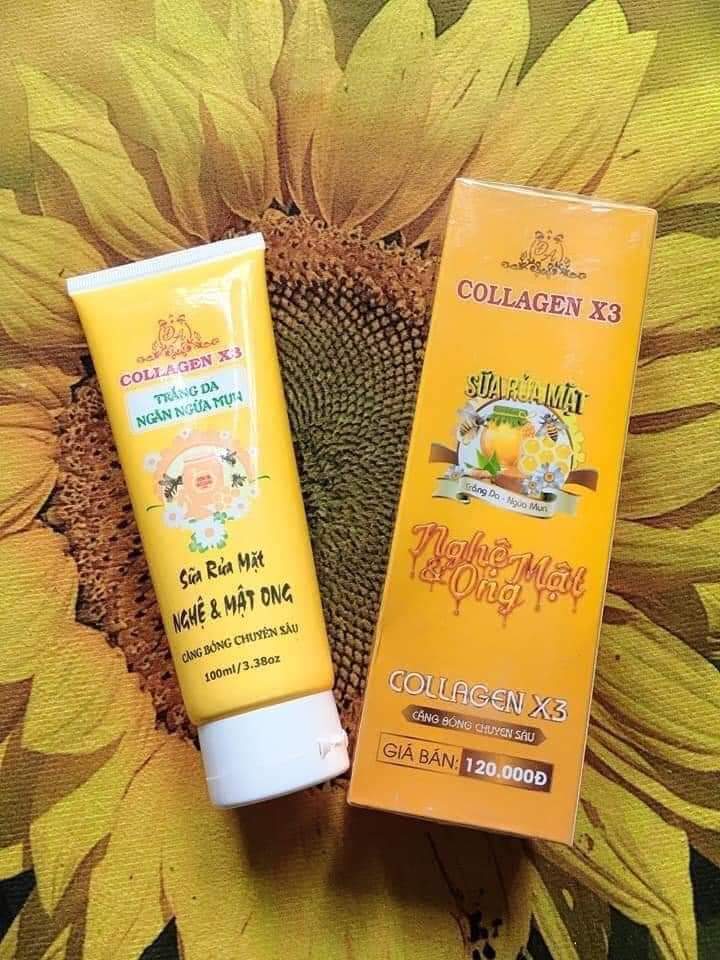 COLLAGEN X3
TRẮNG DA
NGĂN NGỪA MỤN
Sữa Rửa Mặt
NGHỆ & MẬT ONG
CĂNG BÓNG CHUYÊN SÂU
100ml/3.38oz
COLLAGEN X3
SỮA RỬA MẶT
Trắng Da - Ngừa Mụn
Nghệ Mật
& Ong
COLLAGEN X3
CĂNG BÓNG CHUYÊN SÂU
GIÁ BÁN: 120.000Đ